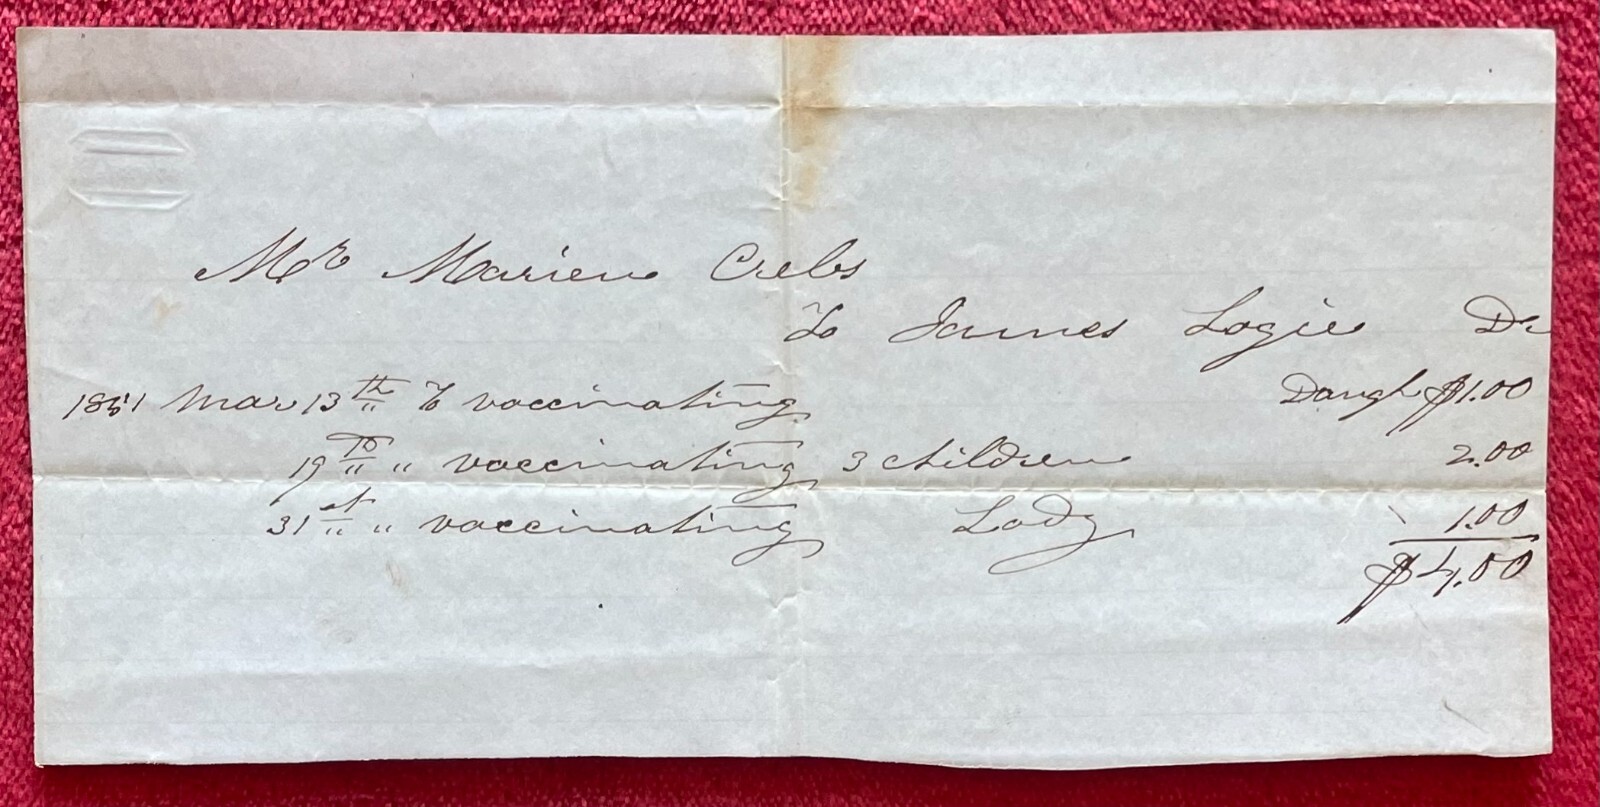 Mr Marien Crebs
To James Logie Dr
1851 Mar 13th To vaccinating Daugh $1.00
19th " vaccinating 3 children 2.00
31st " vaccinating Lady 1.00
$4.00